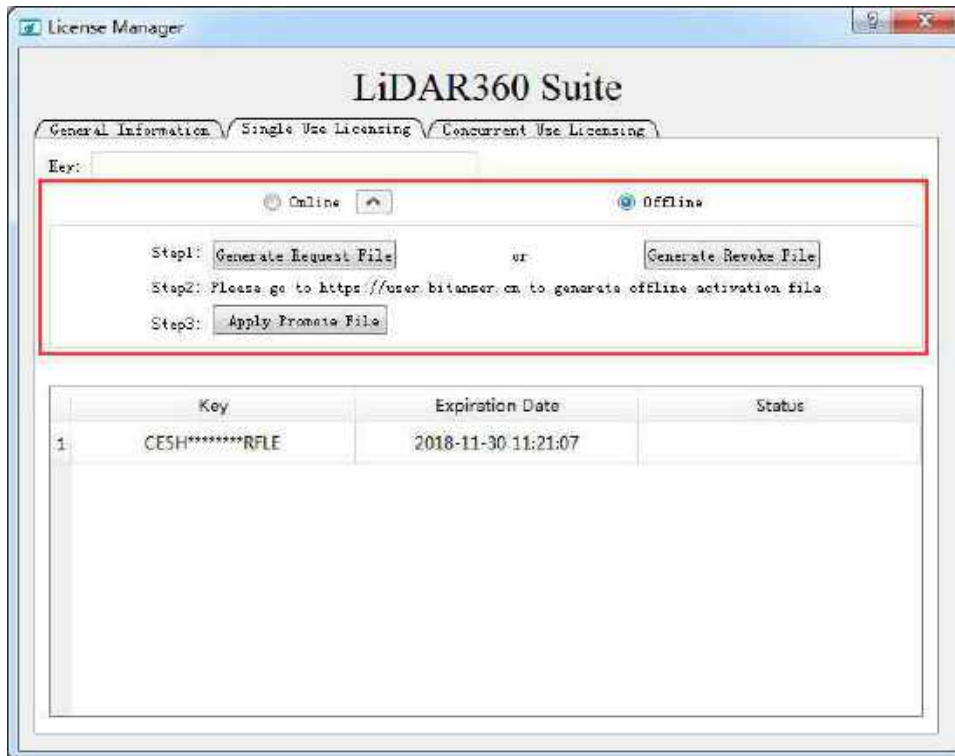 License Manager
LiDAR360 Suite
General Information Single Use Licensing Concurrent Use Licensing
Key:
Online Offline
Step1: Generate Request File or Generate Revoke File
Step2: Please go to https://user.bitanser.cn to generate offline activation file
Step3: Apply Promote File
Key Expiration Date Status
1 CESH********RFLE 2018-11-30 11:21:07